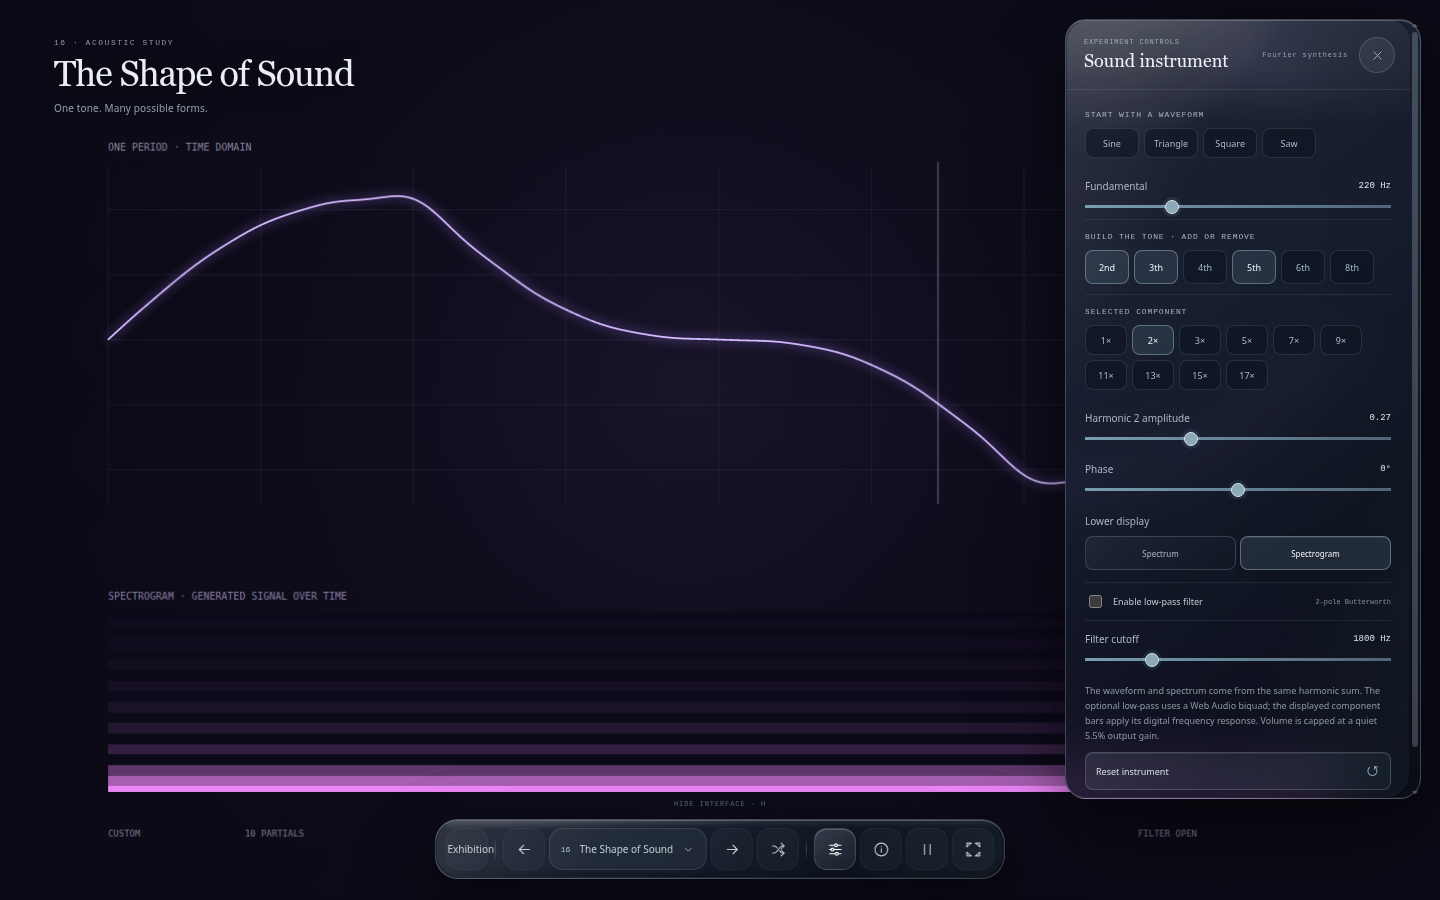 16 · ACOUSTIC STUDY
The Shape of Sound
One tone. Many possible forms.
ONE PERIOD · TIME DOMAIN
SPECTROGRAM · GENERATED SIGNAL OVER TIME
HIDE INTERFACE · H
CUSTOM
10 PARTIALS
FILTER OPEN
Exhibition
16 The Shape of Sound
EXPERIMENT CONTROLS
Sound instrument
Fourier synthesis
START WITH A WAVEFORM
Sine Triangle Square Saw
Fundamental 220 Hz
BUILD THE TONE · ADD OR REMOVE
2nd 3th 4th 5th 6th 8th
SELECTED COMPONENT
1× 2× 3× 5× 7× 9×
11× 13× 15× 17×
Harmonic 2 amplitude 0.27
Phase 0°
Lower display
Spectrum Spectrogram
Enable low-pass filter 2-pole Butterworth
Filter cutoff 1800 Hz
The waveform and spectrum come from the same harmonic sum. The
optional low-pass uses a Web Audio biquad; the displayed component
bars apply its digital frequency response. Volume is capped at a quiet
5.5% output gain.
Reset instrument